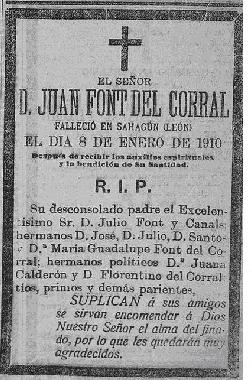 EL SEÑOR
D. JUAN FONT DEL CORRAL
FALLECIÓ EN SAHAGÚN (LEÓN)
EL DIA 8 DE ENERO DE 1910
Después de recibir los auxilios espirituales
y la bendición de Su Santidad.
R. I. P.
Su desconsolado padre el Excelen-
tísimo Sr. D. Julio Font y Canals
hermanos D. José, D. Julio, D. Santos
y D.ª María Guadalupe Font del Co-
rral; hermanos políticos D.ª Juana
Calderón y D. Florentino del Corral
tíos, primos y demás parientes,
SUPLICAN á sus amigos
se sirvan encomendar á Dios
Nuestro Señor el alma del fina-
do, por lo que les quedarán muy
agradecidos.